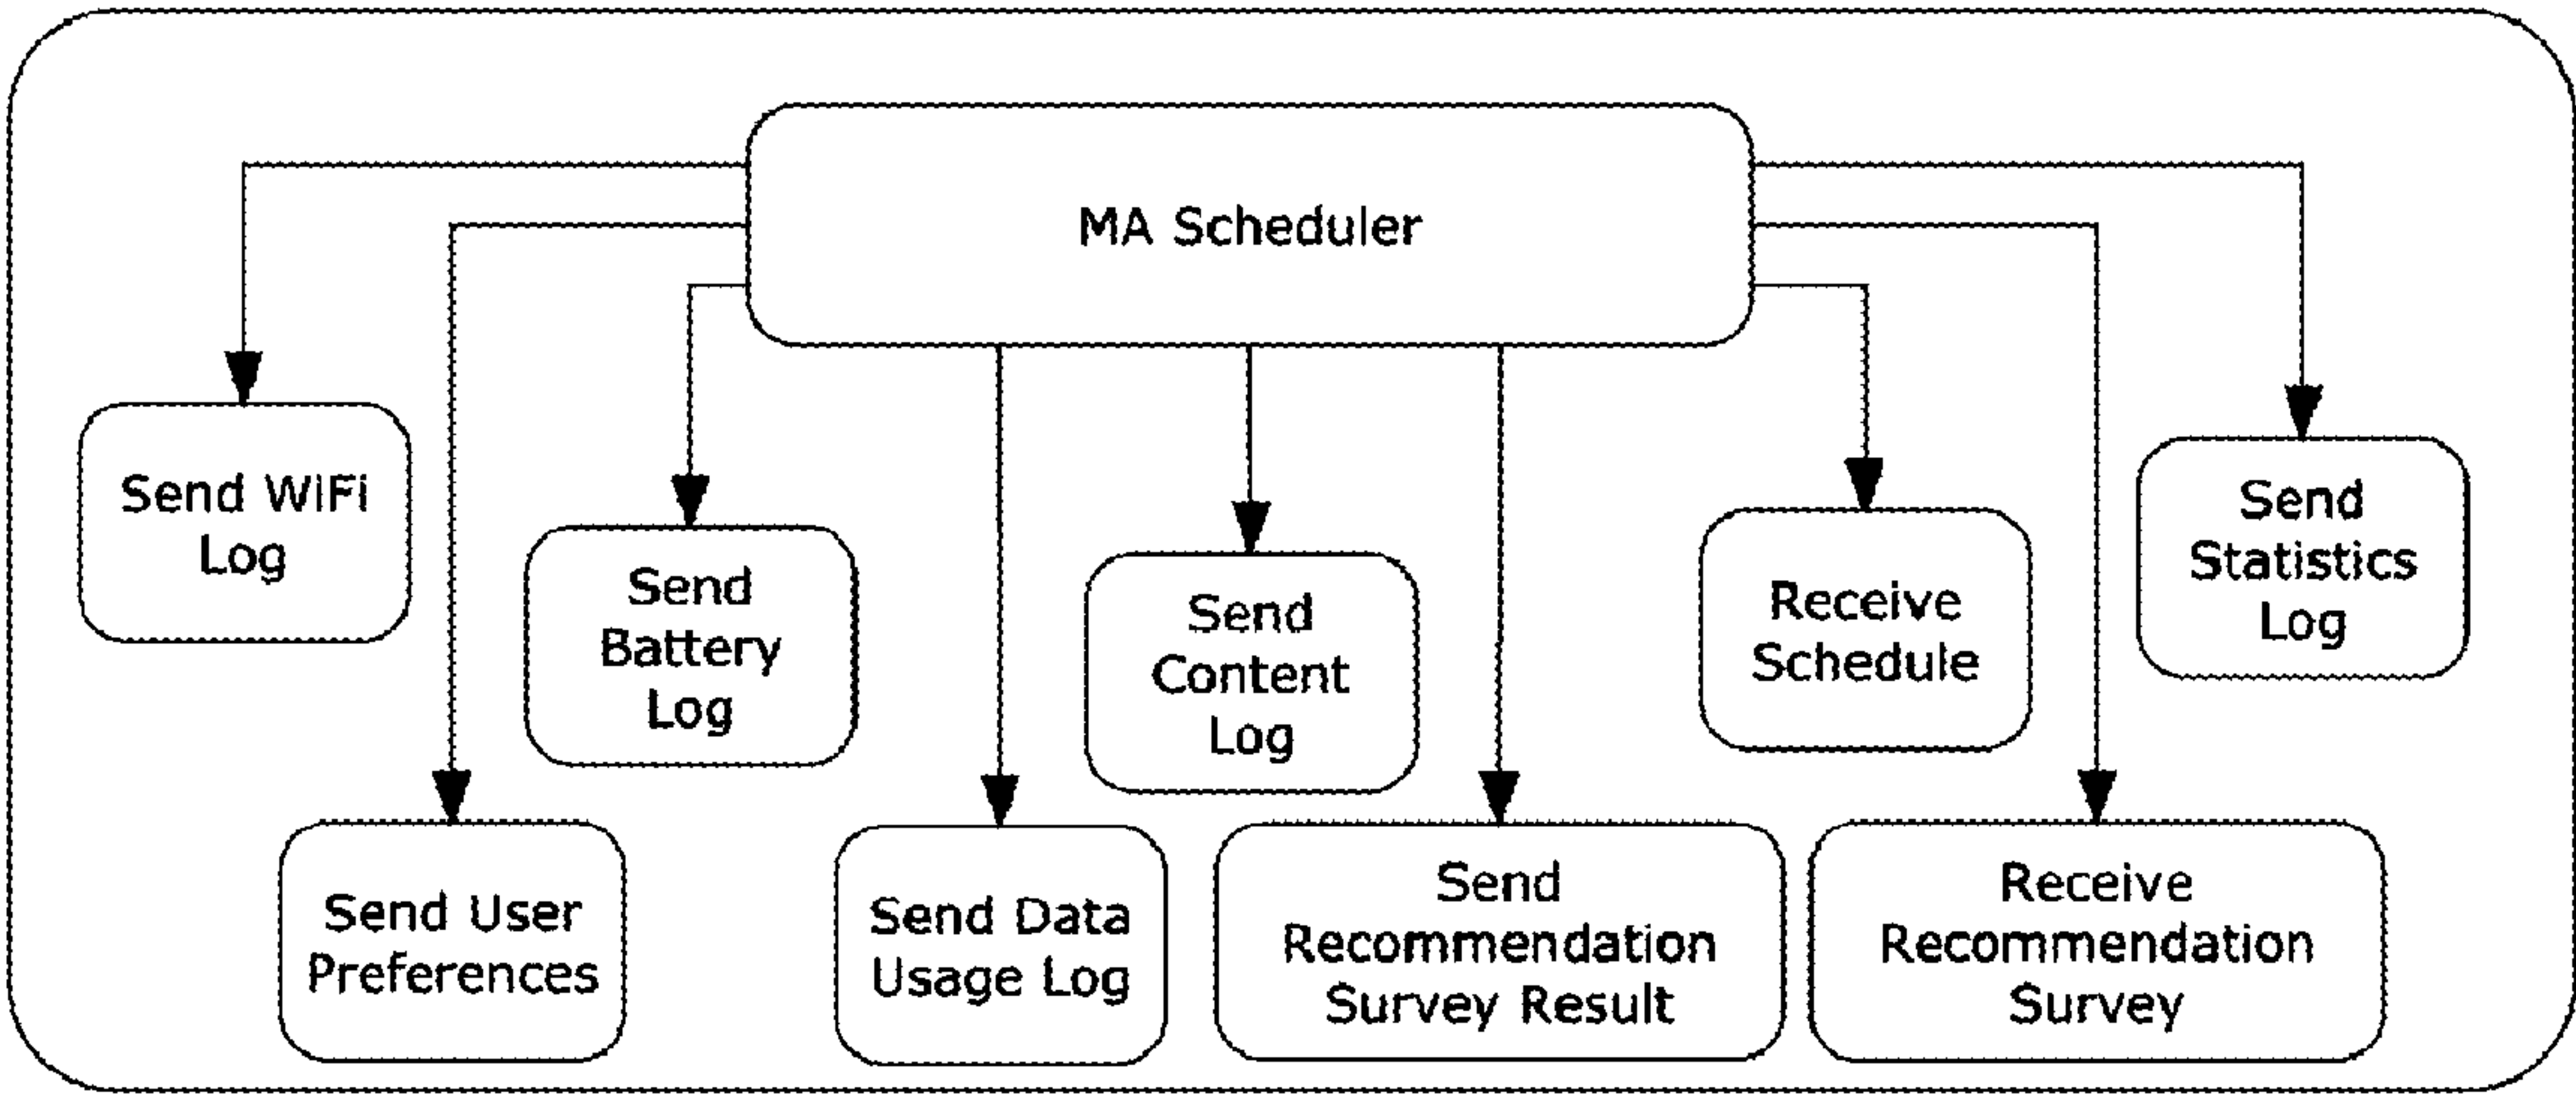 MA Scheduler
Send WiFi
Log
Send
Battery
Log
Send
Content
Log
Receive
Schedule
Send
Statistics
Log
Send User
Preferences
Send Data
Usage Log
Send
Recommendation
Survey Result
Receive
Recommendation
Survey